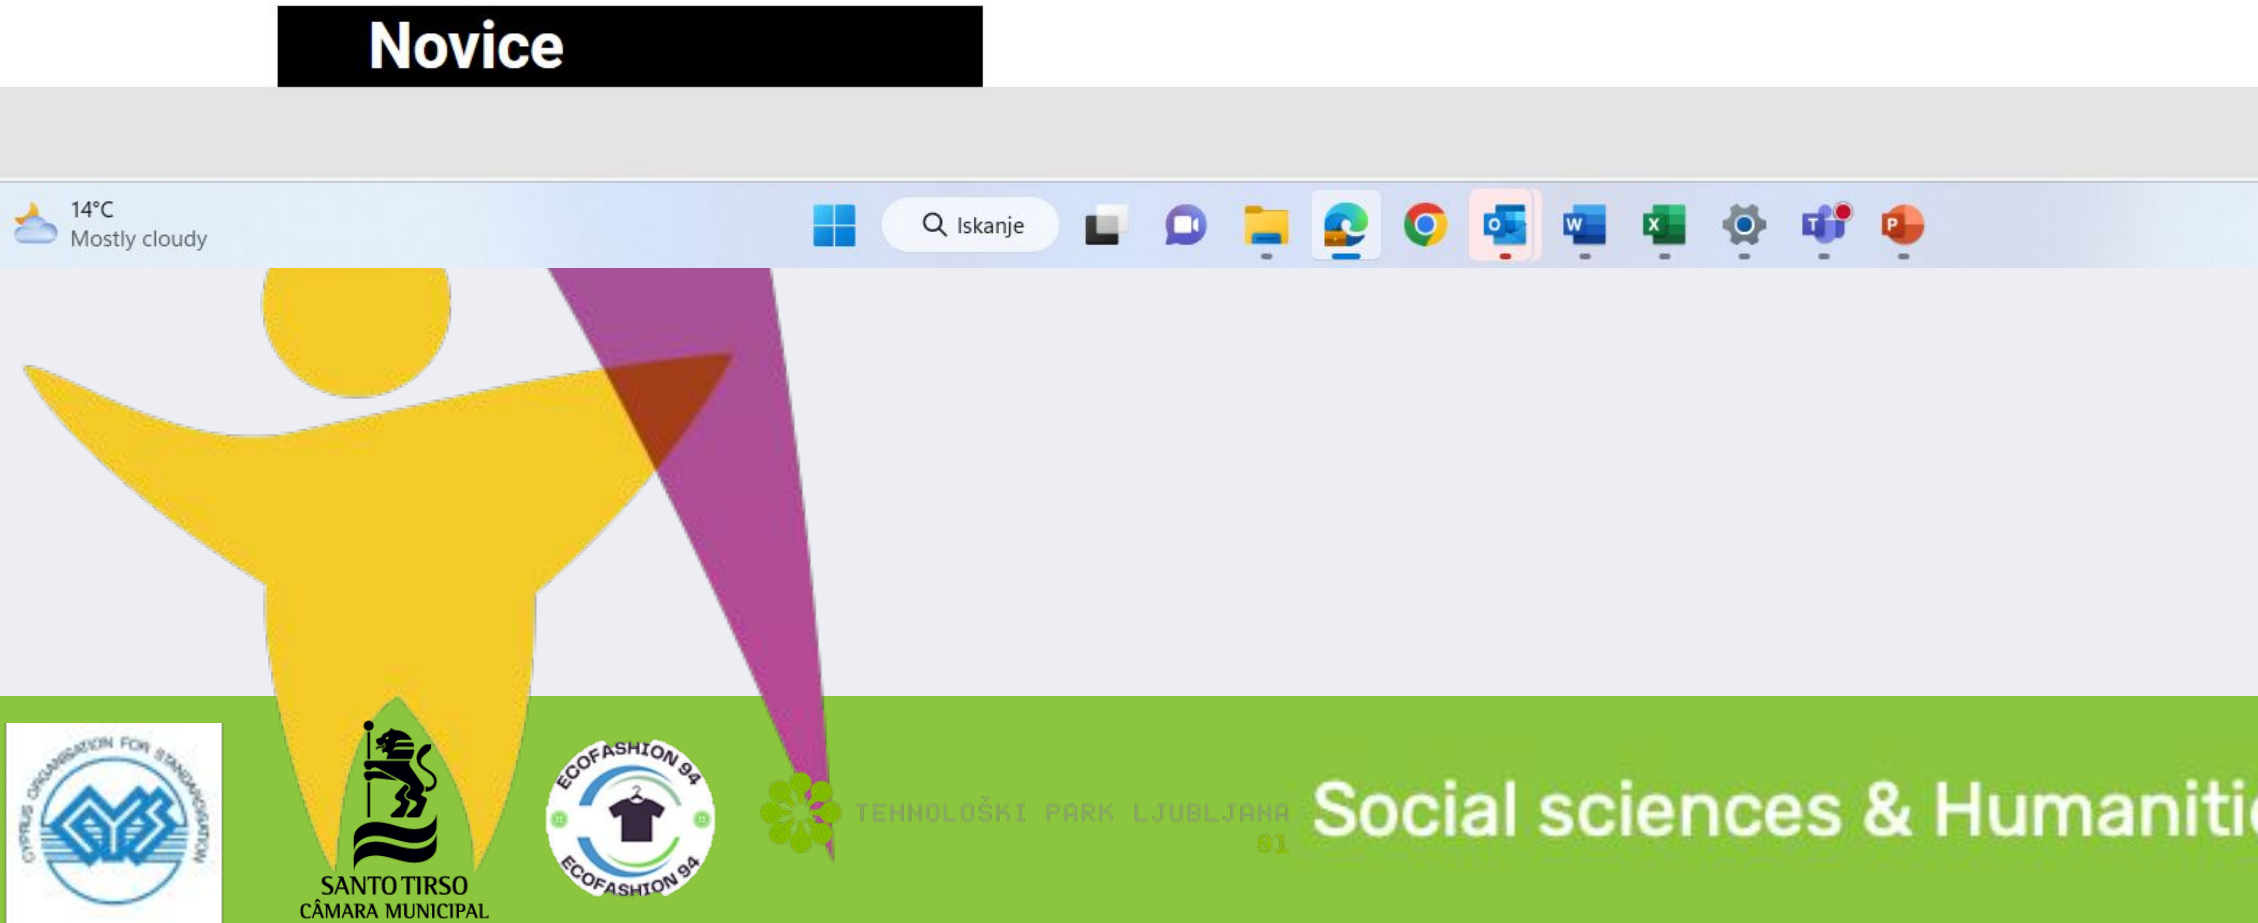 Novice
14°C
Mostly cloudy
Iskanje
CYPRUS ORGANISATION FOR STANDARDISATION
SANTO TIRSO
CÂMARA MUNICIPAL
ECOFASHION 94
ECOFASHION 94
TEHNOLOŠKI PARK LJUBLJANA
Social sciences & Humanitie